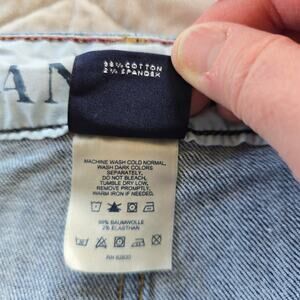 98% COTTON
2% SPANDEX
AN
MACHINE WASH COLD NORMAL,
WASH DARK COLORS
SEPARATELY,
DO NOT BLEACH,
TUMBLE DRY LOW,
REMOVE PROMPTLY,
WARM IRON IF NEEDED.
98% BAUMWOLLE
2% ELASTHAN